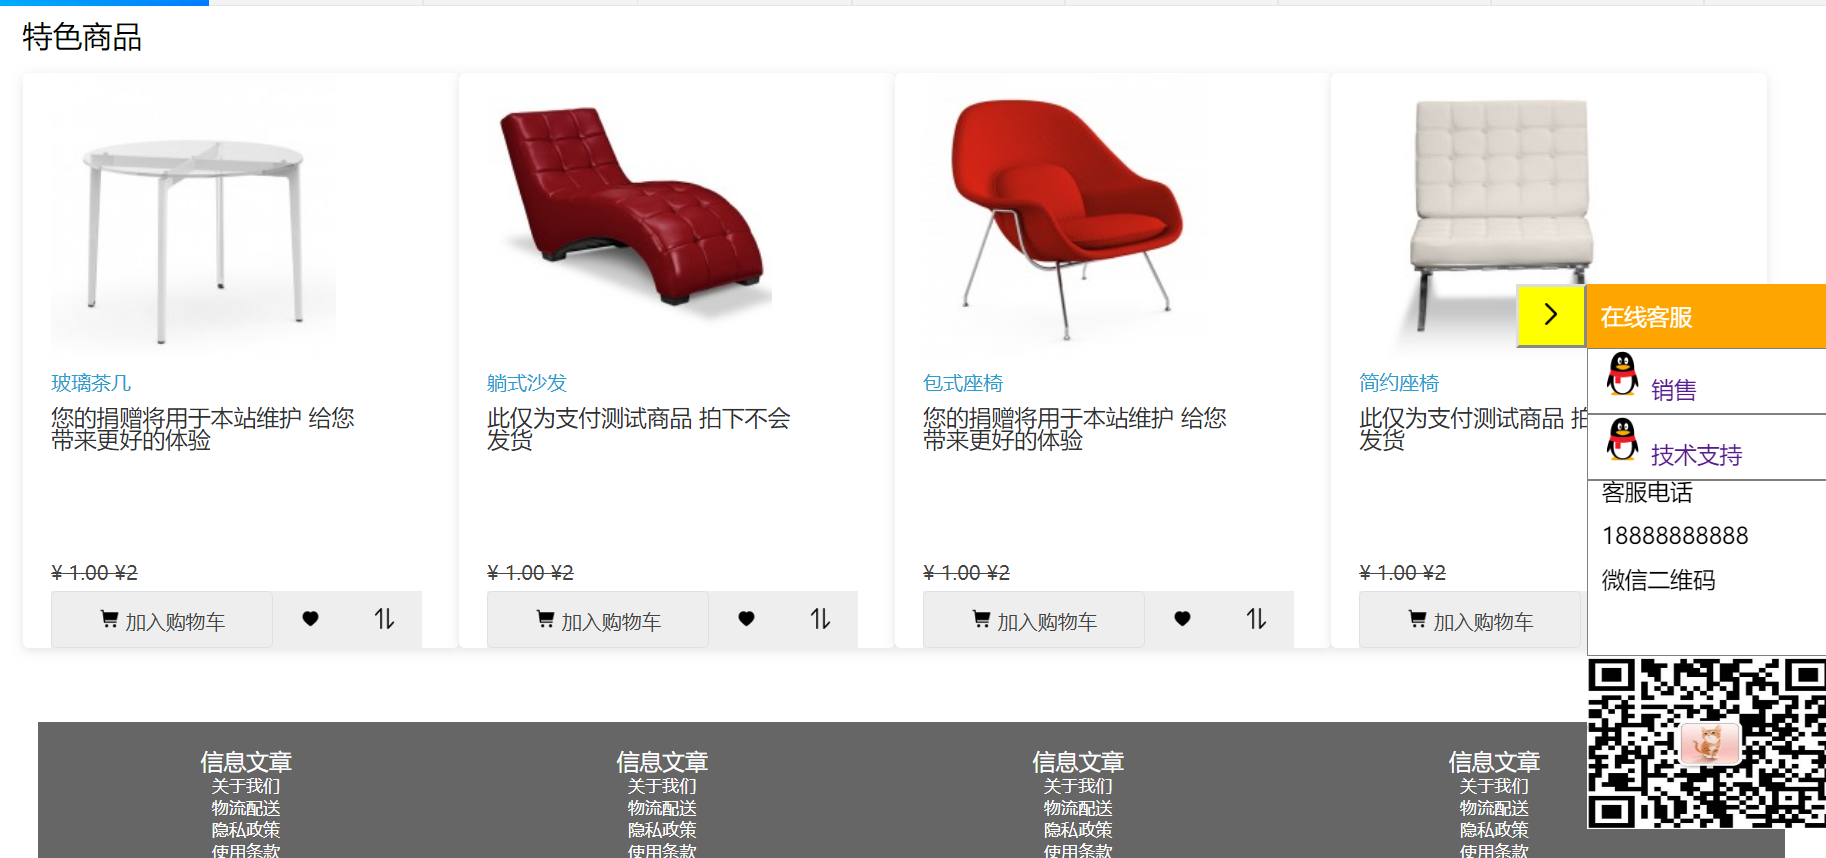 特色商品
玻璃茶几
您的捐赠将用于本站维护 给您
带来更好的体验
¥ 1.00 ¥2
加入购物车
躺式沙发
此仅为支付测试商品 拍下不会
发货
¥ 1.00 ¥2
加入购物车
包式座椅
您的捐赠将用于本站维护 给您
带来更好的体验
¥ 1.00 ¥2
加入购物车
简约座椅
此仅为支付测试商品 拍
发货
¥ 1.00 ¥2
加入购物车
在线客服
销售
技术支持
客服电话
18888888888
微信二维码
信息文章
关于我们
物流配送
隐私政策
使用条款
信息文章
关于我们
物流配送
隐私政策
使用条款
信息文章
关于我们
物流配送
隐私政策
使用条款
信息文章
关于我们
物流配送
隐私政策
使用条款